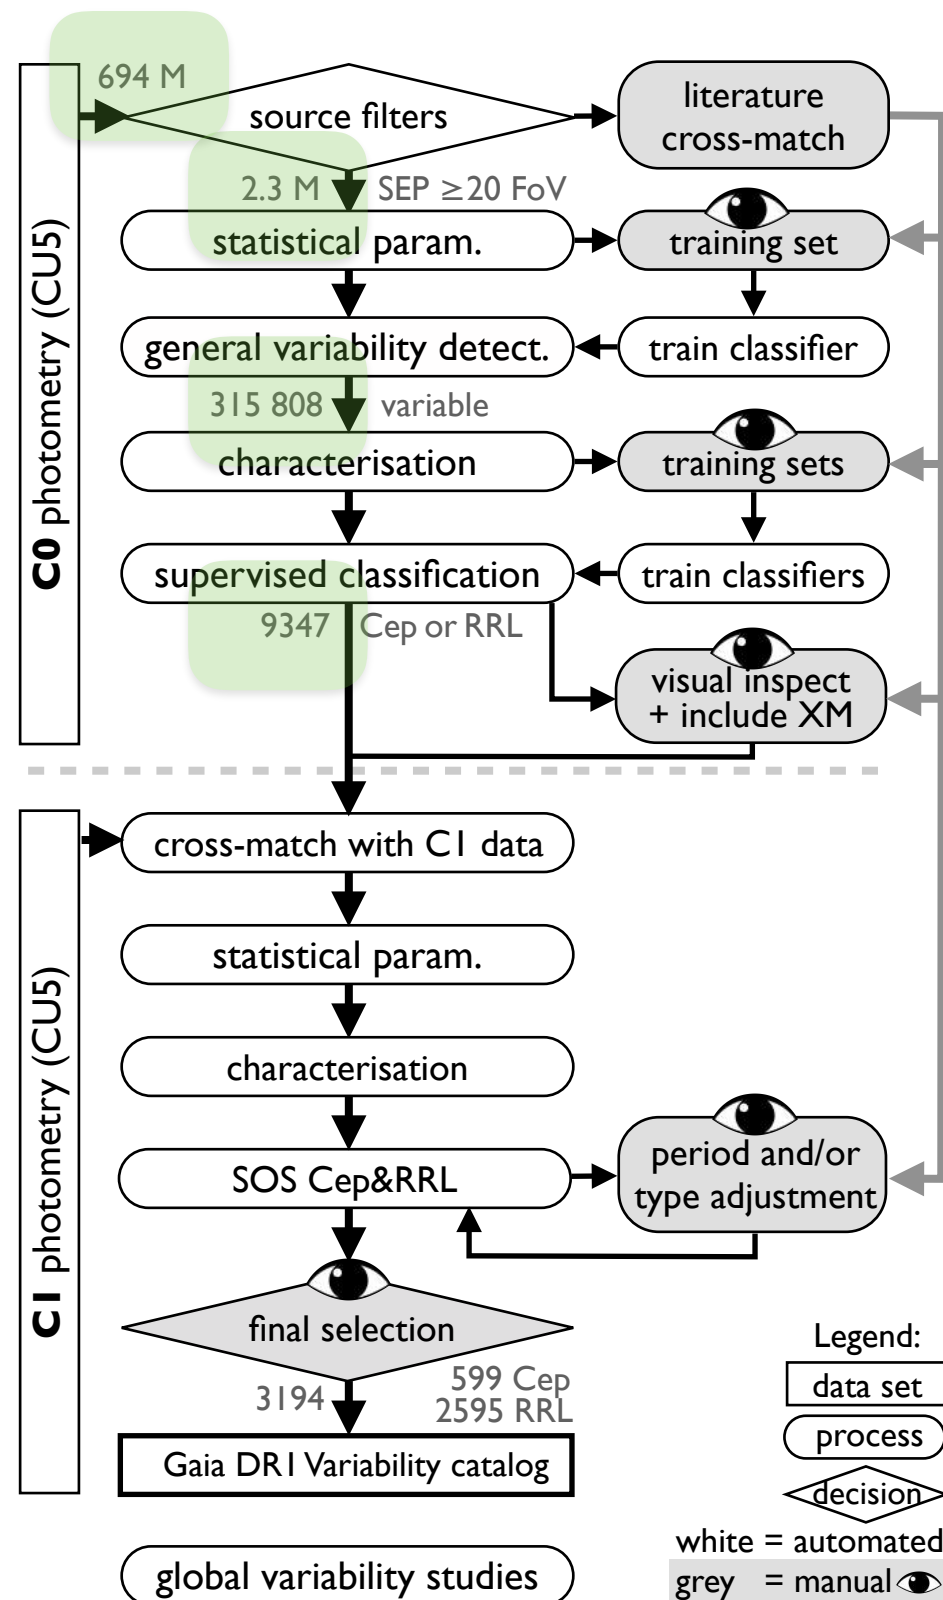 694 M
source filters
literature
cross-match
2.3 M
SEP ≥20 FoV
statistical param.
training set
general variability detect.
train classifier
315 808
variable
characterisation
training sets
supervised classification
train classifiers
9347
Cep or RRL
visual inspect
+ include XM
C0 photometry (CU5)
cross-match with C1 data
statistical param.
characterisation
SOS Cep&RRL
period and/or
type adjustment
final selection
3194
599 Cep
2595 RRL
Gaia DR1 Variability catalog
C1 photometry (CU5)
global variability studies
Legend:
data set
process
decision
white = automated
grey = manual